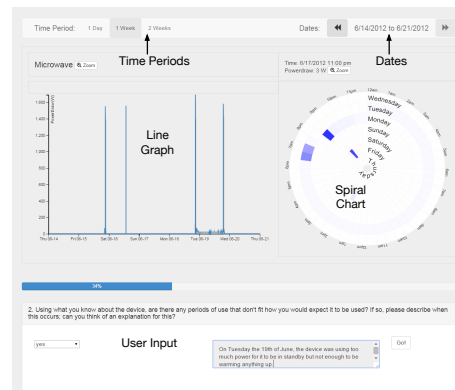 Time Period: 1 Day 1 Week 2 Weeks Dates: 6/14/2012 to 6/21/2012
Time Periods
Dates
Microwave Zoom
Time: 6/17/2012 11:00 pm
Powerdraw: 3 W Zoom
Line
Graph
Spiral
Chart
Wednesday
Tuesday
Monday
Sunday
Saturday
Friday
Thursday
12am
11pm
1,600
1,400
1,200
1,000
800
600
400
200
0
Thu 06-14 Fri 06-15 Sat 06-16 Sun 06-17 Mon 06-18 Tue 06-19 Wed 06-20 Thu 06-21
34%
2. Using what you know about the device, are there any periods of use that don't fit how you would expect it to be used? If so, please describe when
this occurs; can you think of an explanation for this?
yes
User Input
On Tuesday the 19th of June, the device was using too
much power for it to be in standby but not enough to be
warming anything up
Go!